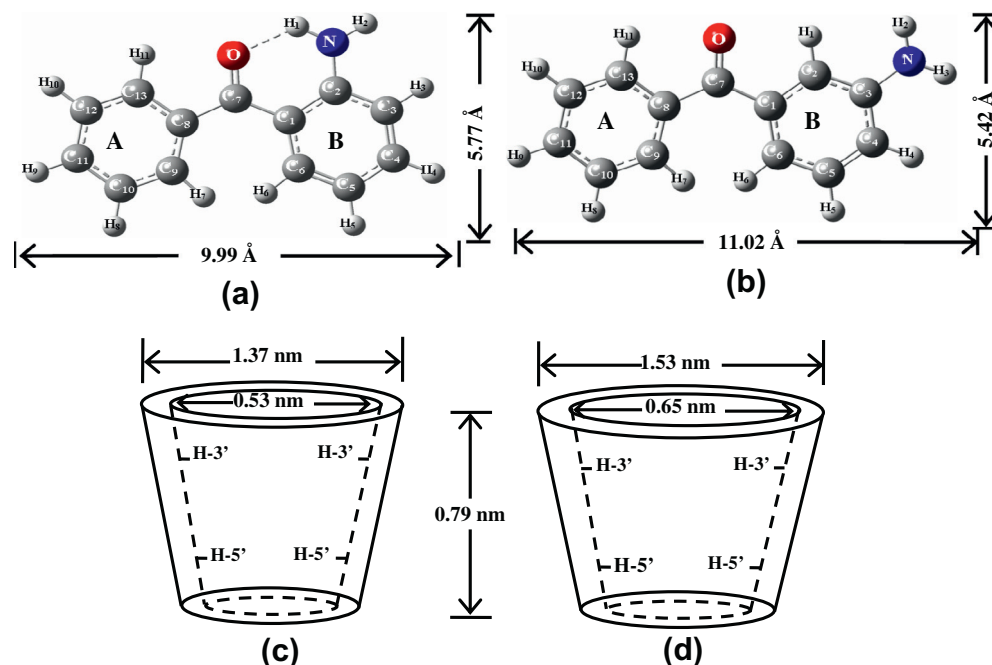 H₁ H₂
O N
H₁₁
H₁₀ C₁₃ C₇ C₂ H₃
C₁₂ C₈ C₁ C₃
A B
C₁₁ C₄
H₉ C₁₀ C₉ C₆ C₅ H₄
H₇ H₆
H₈ H₅
5.77 Å
9.99 Å
(a)
H₂
O H₁ N
H₁₁ H₃
H₁₀ C₁₃ C₇ C₂
C₁₂ C₈ C₁ C₃
A B
C₁₁ C₉ C₆ C₄
H₉ C₁₀ C₅ H₄
H₇ H₆
H₈ H₅
5.42 Å
11.02 Å
(b)
1.37 nm
0.53 nm
H-3’ H-3’
H-5’ H-5’
(c)
0.79 nm
1.53 nm
0.65 nm
H-3’ H-3’
H-5’ H-5’
(d)